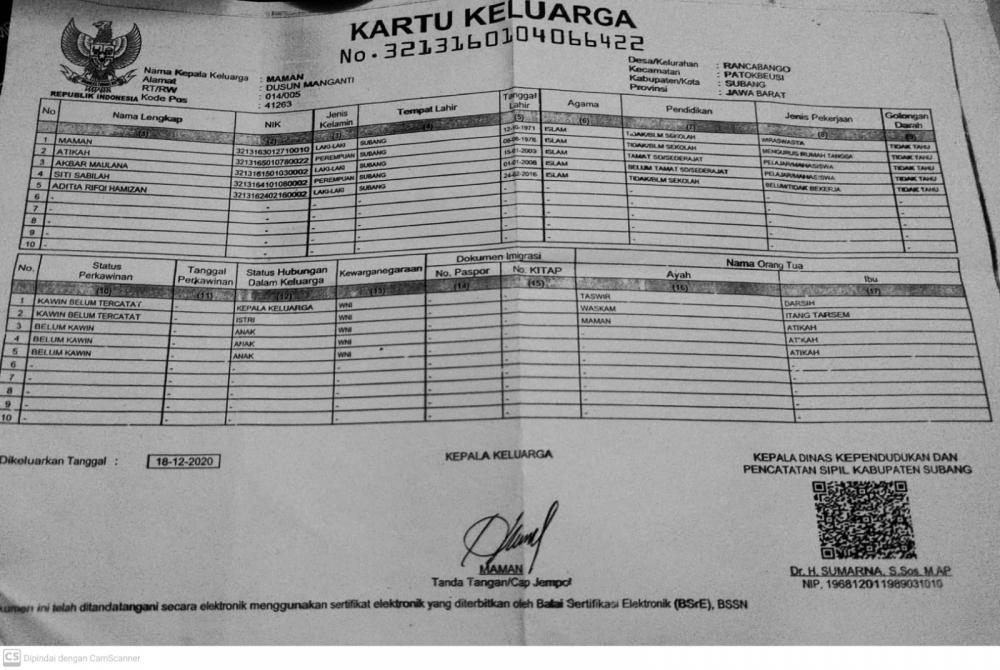 KARTU KELUARGA
No. 3213160104066422
REPUBLIK INDONESIA
Nama Kepala Keluarga : MAMAN
Alamat : DUSUN MANGANTI
RT/RW : 014/005
Kode Pos : 41263
Desa/Kelurahan : RANCABANGO
Kecamatan : PATOKBEUSI
Kabupaten/Kota : SUBANG
Provinsi : JAWA BARAT
No Nama Lengkap NIK Jenis Kelamin Tempat Lahir Tanggal Lahir Agama Pendidikan Jenis Pekerjaan Golongan Darah
(1) (2) (3) (4) (5) (6) (7) (8) (9)
1 MAMAN 3213163012710010 LAKI-LAKI SUBANG ISLAM TIDAK/BLM SEKOLAH WIRASWASTA TIDAK TAHU
2 ATIKAH 3213165010780022 PEREMPUAN SUBANG ISLAM TIDAK/BLM SEKOLAH MENGURUS RUMAH TANGGA TIDAK TAHU
3 AKBAR MAULANA 3213161501030002 LAKI-LAKI SUBANG 15-01-2003 ISLAM TAMAT SD/SEDERAJAT PELAJAR/MAHASISWA TIDAK TAHU
4 SITI SABILAH 3213164101080002 PEREMPUAN SUBANG 01-01-2008 ISLAM BELUM TAMAT SD/SEDERAJAT PELAJAR/MAHASISWA TIDAK TAHU
5 ADITIA RIFQI HAMIZAN 3213162402160002 LAKI-LAKI SUBANG 24-02-2016 ISLAM TIDAK/BLM SEKOLAH BELUM/TIDAK BEKERJA TIDAK TAHU
6 - - - - - - - -
7 - - - - - - - -
8 - - - - - - - -
9 - - - - - - - -
10 - - - - - - - -
No. Status Perkawinan Tanggal Perkawinan Status Hubungan Dalam Keluarga Kewarganegaraan Dokumen Imigrasi Nama Orang Tua
No. Paspor No. KITAP Ayah Ibu
(10) (11) (12) (13) (14) (15) (16) (17)
1 KAWIN BELUM TERCATAT - KEPALA KELUARGA WNI - - TASWIR DARSIH
2 KAWIN BELUM TERCATAT - ISTRI WNI - - WASKAM ITANG TARSEM
3 BELUM KAWIN - ANAK WNI - - MAMAN ATIKAH
4 BELUM KAWIN - ANAK WNI - - - ATIKAH
5 BELUM KAWIN - ANAK WNI - - - ATIKAH
6 - - - - - - - -
7 - - - - - - - -
8 - - - - - - - -
9 - - - - - - - -
10 - - - - - - - -
Dikeluarkan Tanggal : 18-12-2020
KEPALA KELUARGA
MAMAN
Tanda Tangan/Cap Jempol
KEPALA DINAS KEPENDUDUKAN DAN
PENCATATAN SIPIL KABUPATEN SUBANG
Dr. H. SUMARNA, S.Sos, M.AP
NIP. 196812011989031010
kumen ini telah ditandatangani secara elektronik menggunakan sertifikat elektronik yang diterbitkan oleh Balai Sertifikasi Elektronik (BSrE), BSSN
CS Dipindai dengan CamScanner